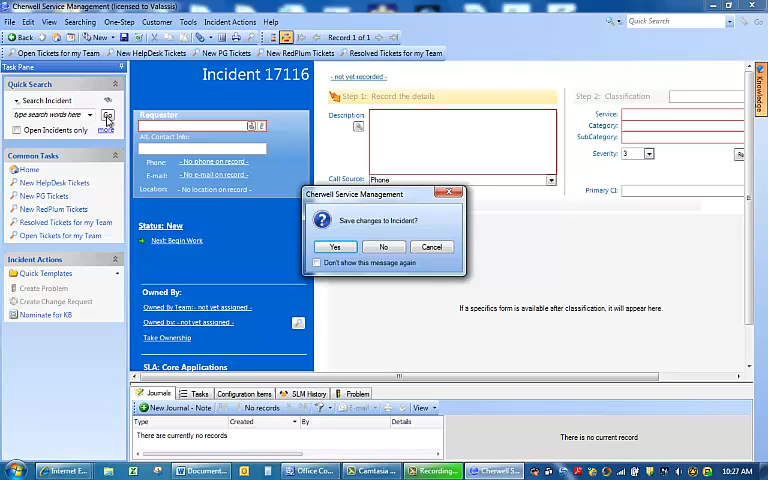 Cherwell Service Management (licensed to Valassis)
File Edit View Searching One-Step Customer Tools Incident Actions Help
Quick Search
Back New Record 1 of 1
Open Tickets for my Team New HelpDesk Tickets New PG Tickets New RedPlum Tickets Resolved Tickets for my Team
Task Pane
Quick Search
Search Incident
type search words here Go
Open Incidents only more
Common Tasks
Home
New HelpDesk Tickets
New PG Tickets
New RedPlum Tickets
Resolved Tickets for my Team
Open Tickets for my Team
Incident Actions
Quick Templates
Create Problem
Create Change Request
Nominate for KB
Incident 17116
Requestor
Alt. Contact Info:
Phone: - No phone on record -
E-mail: - No e-mail on record -
Location: - No location on record -
Status: New
Next: Begin Work
Owned By:
Owned By Team: - not yet assigned -
Owned by: - not yet assigned -
Take Ownership
SLA: Core Applications
- not yet recorded -
Step 1: Record the details
Description
Call Source: Phone
Step 2: Classification
Service:
Category:
SubCategory:
Severity: 3
Primary CI:
Knowledge
Cherwell Service Management
Save changes to Incident?
Yes No Cancel
Don't show this message again
If a specifics form is available after classification, it will appear here.
Journals Tasks Configuration Items SLM History Problem
New Journal - Note No records E-mail View
Type Created By Details
There are currently no records
There is no current record
Internet E... Document... Office Co... Camtasia ... Recording... Cherwell S... 10:27 AM